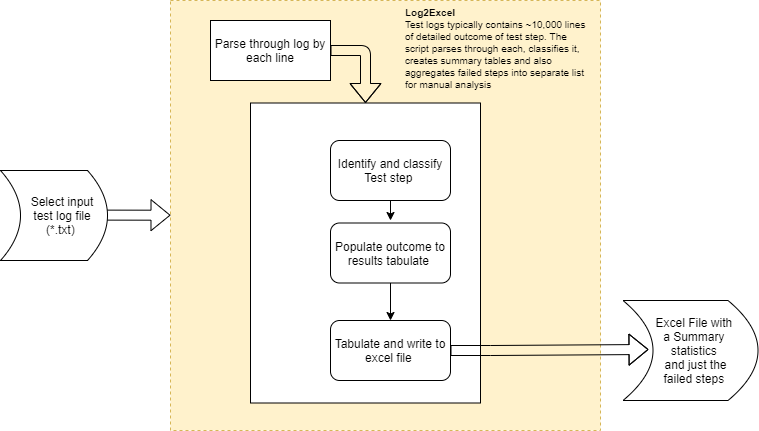 Log2Excel
Test logs typically contains ~10,000 lines
of detailed outcome of test step. The
script parses through each, classifies it,
creates summary tables and also
aggregates failed steps into separate list
for manual analysis
Parse through log by
each line
Identify and classify
Test step
Select input
test log file
(*.txt)
Populate outcome to
results tabulate
Tabulate and write to
excel file
Excel File with
a Summary
statistics
and just the
failed steps